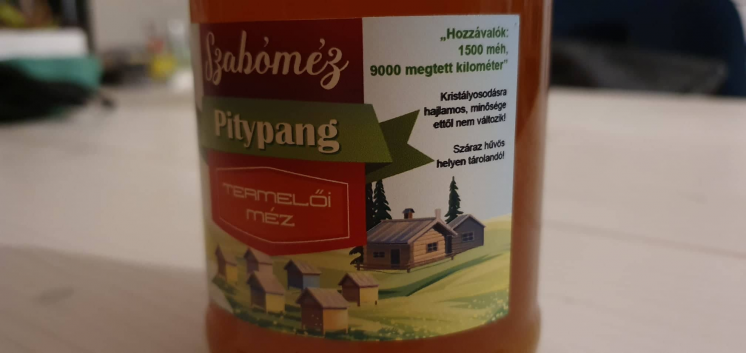 Szabóméz
Pitypang
TERMELŐI
MÉZ
„Hozzávalók:
1500 méh,
9000 megtett kilométer"
Kristályosodásra
hajlamos, minősége
ettől nem változik!
Száraz hűvös
helyen tárolandó!